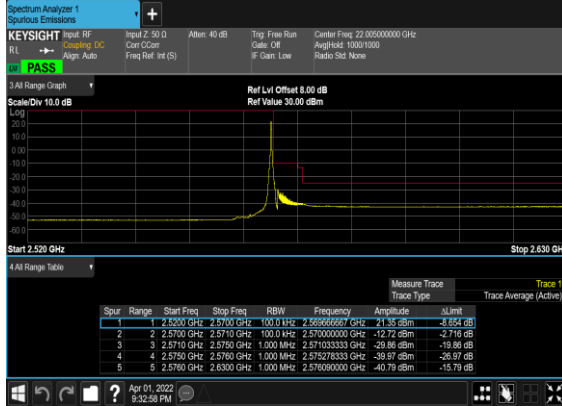 Spectrum Analyzer 1
Spurious Emissions
+
KEYSIGHT Input: RF Input Z: 50 Ω Atten: 40 dB Trig: Free Run Center Freq: 22.005000000 GHz
RL Coupling: DC Corr CCorr Gate: Off Avg|Hold: 1000/1000
Align: Auto Freq Ref: Int (S) IF Gain: Low Radio Std: None
PASS
3 All Range Graph
Ref Lvl Offset 8.00 dB
Scale/Div 10.0 dB Ref Value 30.00 dBm
Log
20.0
10.0
0.00
-10.0
-20.0
-30.0
-40.0
-50.0
-60.0
Start 2.520 GHz Stop 2.630 GH
4 All Range Table
Measure Trace Trace 1
Trace Type Trace Average (Active)
Spur Range Start Freq Stop Freq RBW Frequency Amplitude ΔLimit
1 1 2.5200 GHz 2.5700 GHz 100.0 kHz 2.569666667 GHz 21.35 dBm -8.654 dB
2 2 2.5700 GHz 2.5710 GHz 100.0 kHz 2.570000000 GHz -12.72 dBm -2.716 dB
3 3 2.5710 GHz 2.5750 GHz 1.000 MHz 2.571033333 GHz -29.86 dBm -19.86 dB
4 4 2.5750 GHz 2.5760 GHz 1.000 MHz 2.575278333 GHz -39.97 dBm -26.97 dB
5 5 2.5760 GHz 2.6300 GHz 1.000 MHz 2.576090000 GHz -40.79 dBm -15.79 dB
?
Apr 01, 2022
9:32:58 PM